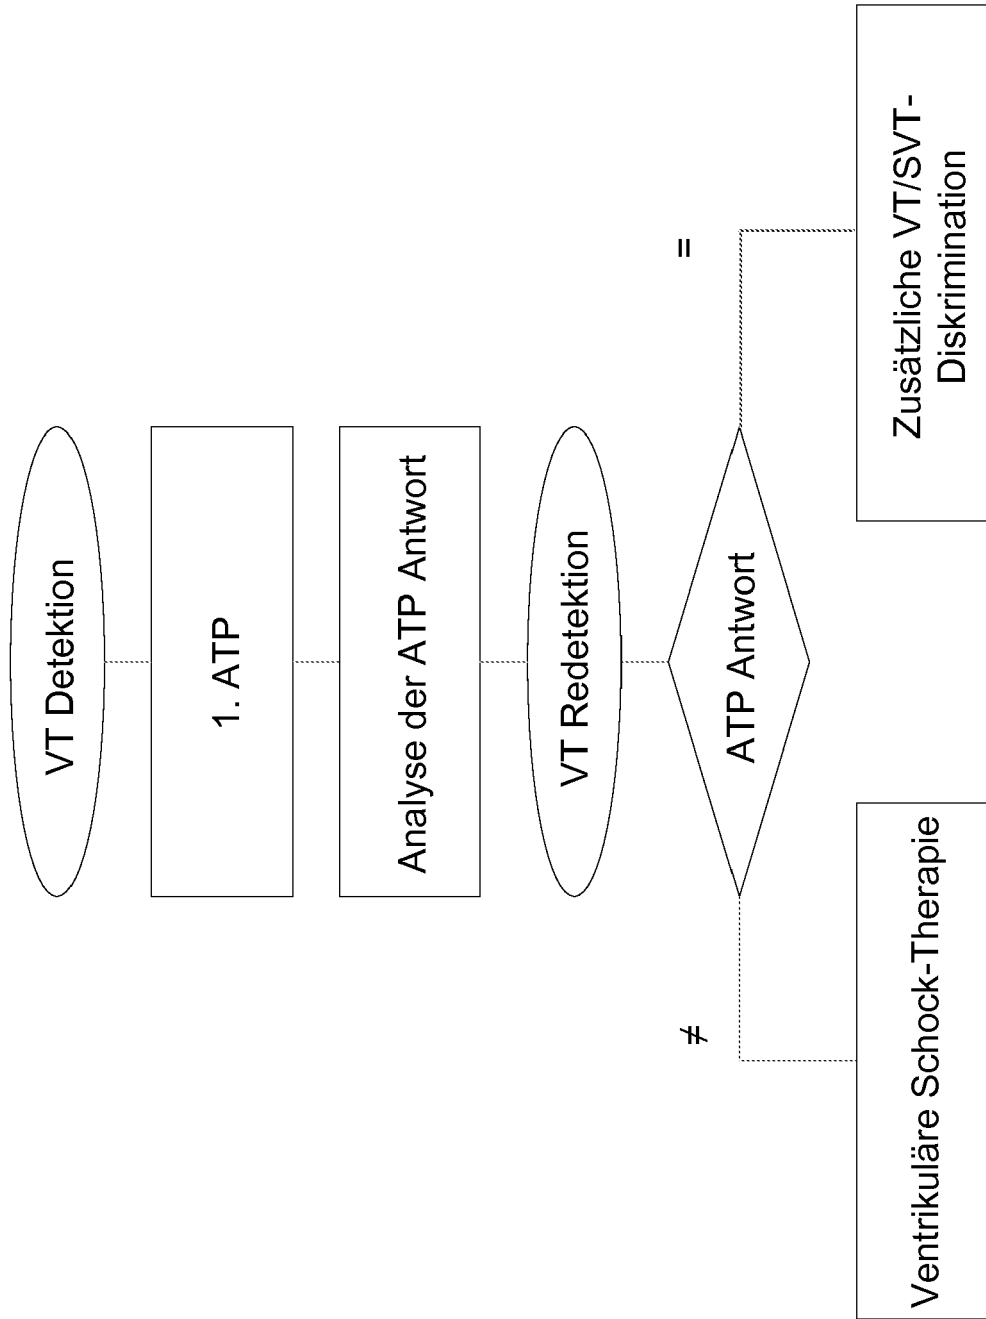 VT Detektion
1. ATP
Analyse der ATP Antwort
VT Redetektion
ATP Antwort
≠
=
Ventrikuläre Schock-Therapie
Zusätzliche VT/SVT-
Diskrimination